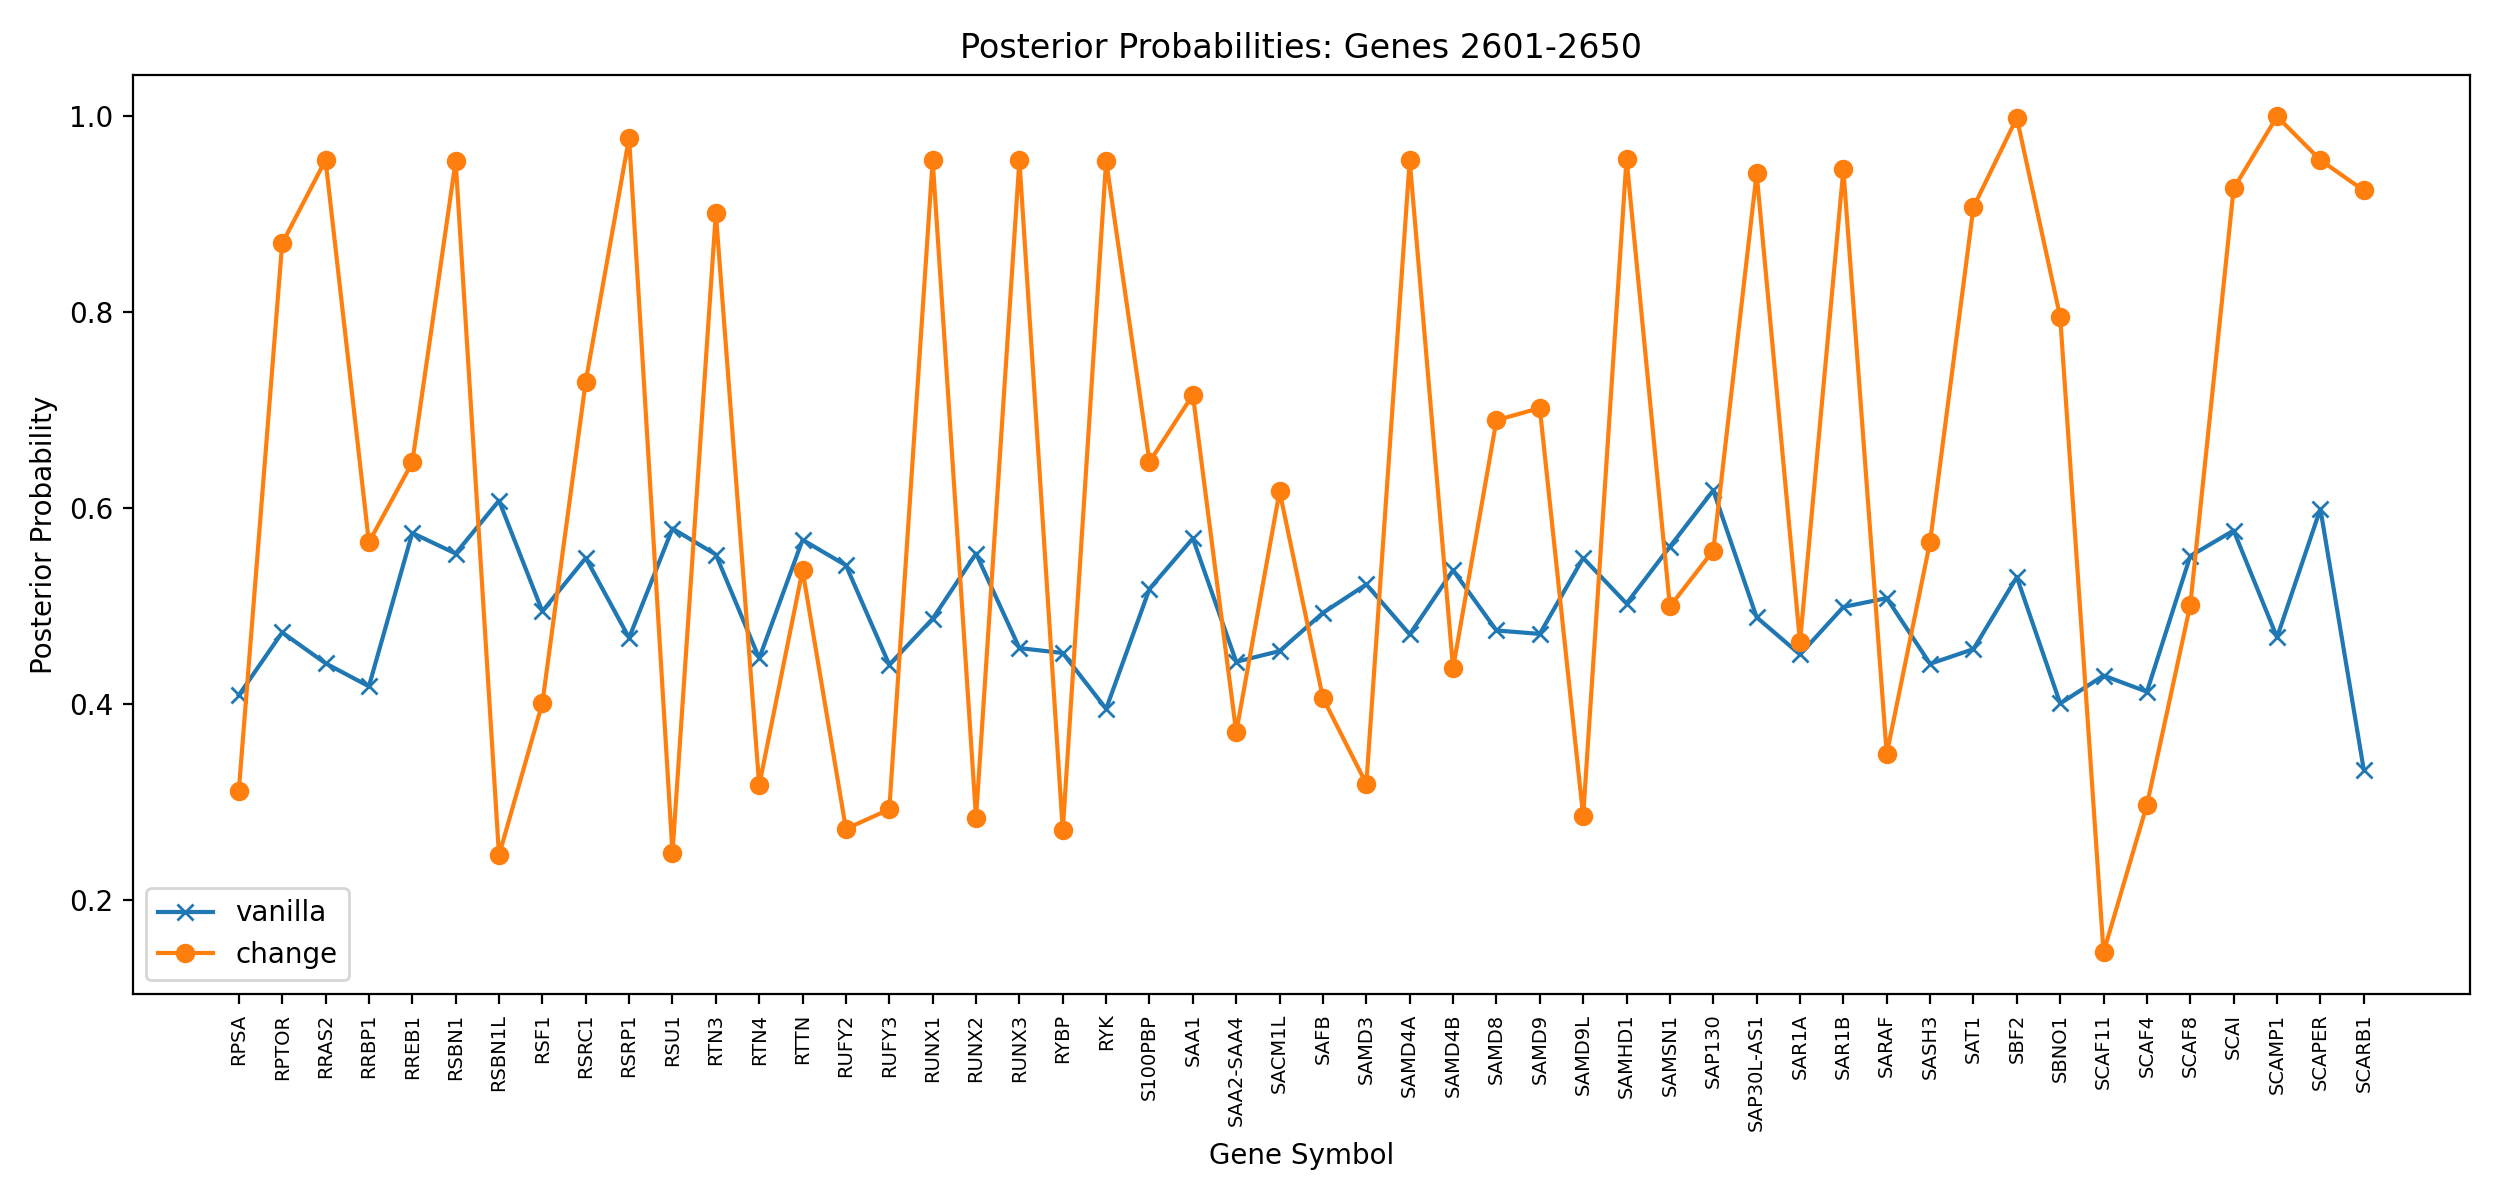 Posterior Probabilities: Genes 2601-2650
Posterior Probability
1.0
0.8
0.6
0.4
0.2
vanilla
change
RPSA
RPTOR
RRAS2
RRBP1
RREB1
RSBN1
RSBN1L
RSF1
RSRC1
RSRP1
RSU1
RTN3
RTN4
RTTN
RUFY2
RUFY3
RUNX1
RUNX2
RUNX3
RYBP
RYK
S100PBP
SAA1
SAA2-SAA4
SACM1L
SAFB
SAMD3
SAMD4A
SAMD4B
SAMD8
SAMD9
SAMD9L
SAMHD1
SAMSN1
SAP130
SAP30L-AS1
SAR1A
SAR1B
SARAF
SASH3
SAT1
SBF2
SBNO1
SCAF11
SCAF4
SCAF8
SCAI
SCAMP1
SCAPER
SCARB1
Gene Symbol